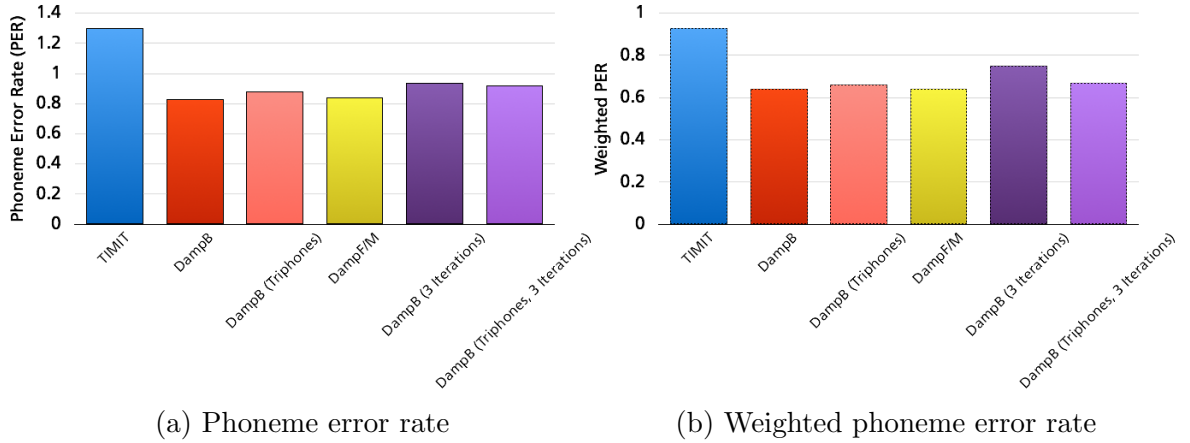 Phoneme Error Rate (PER)
1.4
1.2
1
0.8
0.6
0.4
0.2
0
TIMIT
DampB
DampB (Triphones)
DampF/M
DampB (3 Iterations)
DampB (Triphones, 3 Iterations)
(a) Phoneme error rate
Weighted PER
1
0.8
0.6
0.4
0.2
0
TIMIT
DampB
DampB (Triphones)
DampF/M
DampB (3 Iterations)
DampB (Triphones, 3 Iterations)
(b) Weighted phoneme error rate